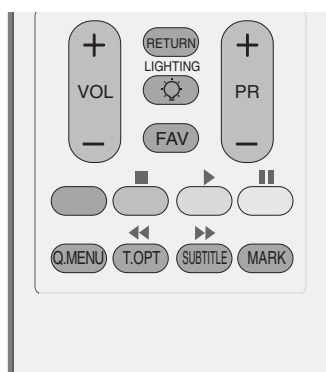 + RETURN +
LIGHTING
VOL PR
- FAV -
Q.MENU T.OPT SUBTITLE MARK